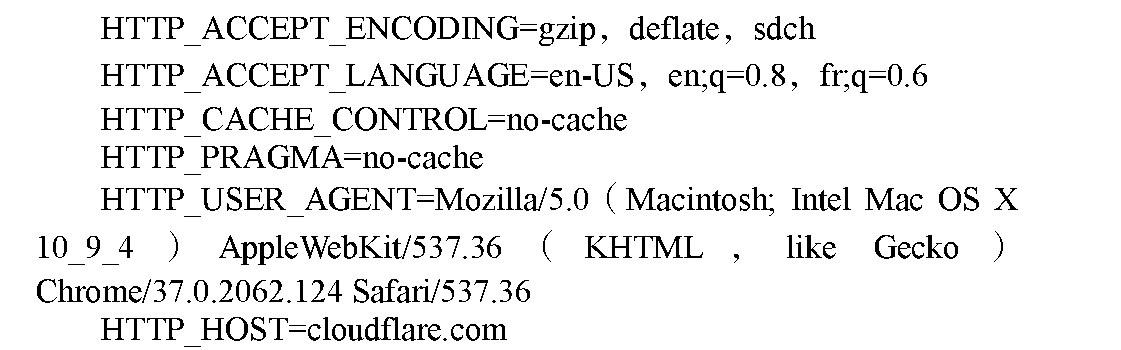 HTTP_ACCEPT_ENCODING=gzip，deflate，sdch
HTTP_ACCEPT_LANGUAGE=en-US，en;q=0.8，fr;q=0.6
HTTP_CACHE_CONTROL=no-cache
HTTP_PRAGMA=no-cache
HTTP_USER_AGENT=Mozilla/5.0（Macintosh; Intel Mac OS X
10_9_4 ） AppleWebKit/537.36 （ KHTML ， like Gecko ）
Chrome/37.0.2062.124 Safari/537.36
HTTP_HOST=cloudflare.com